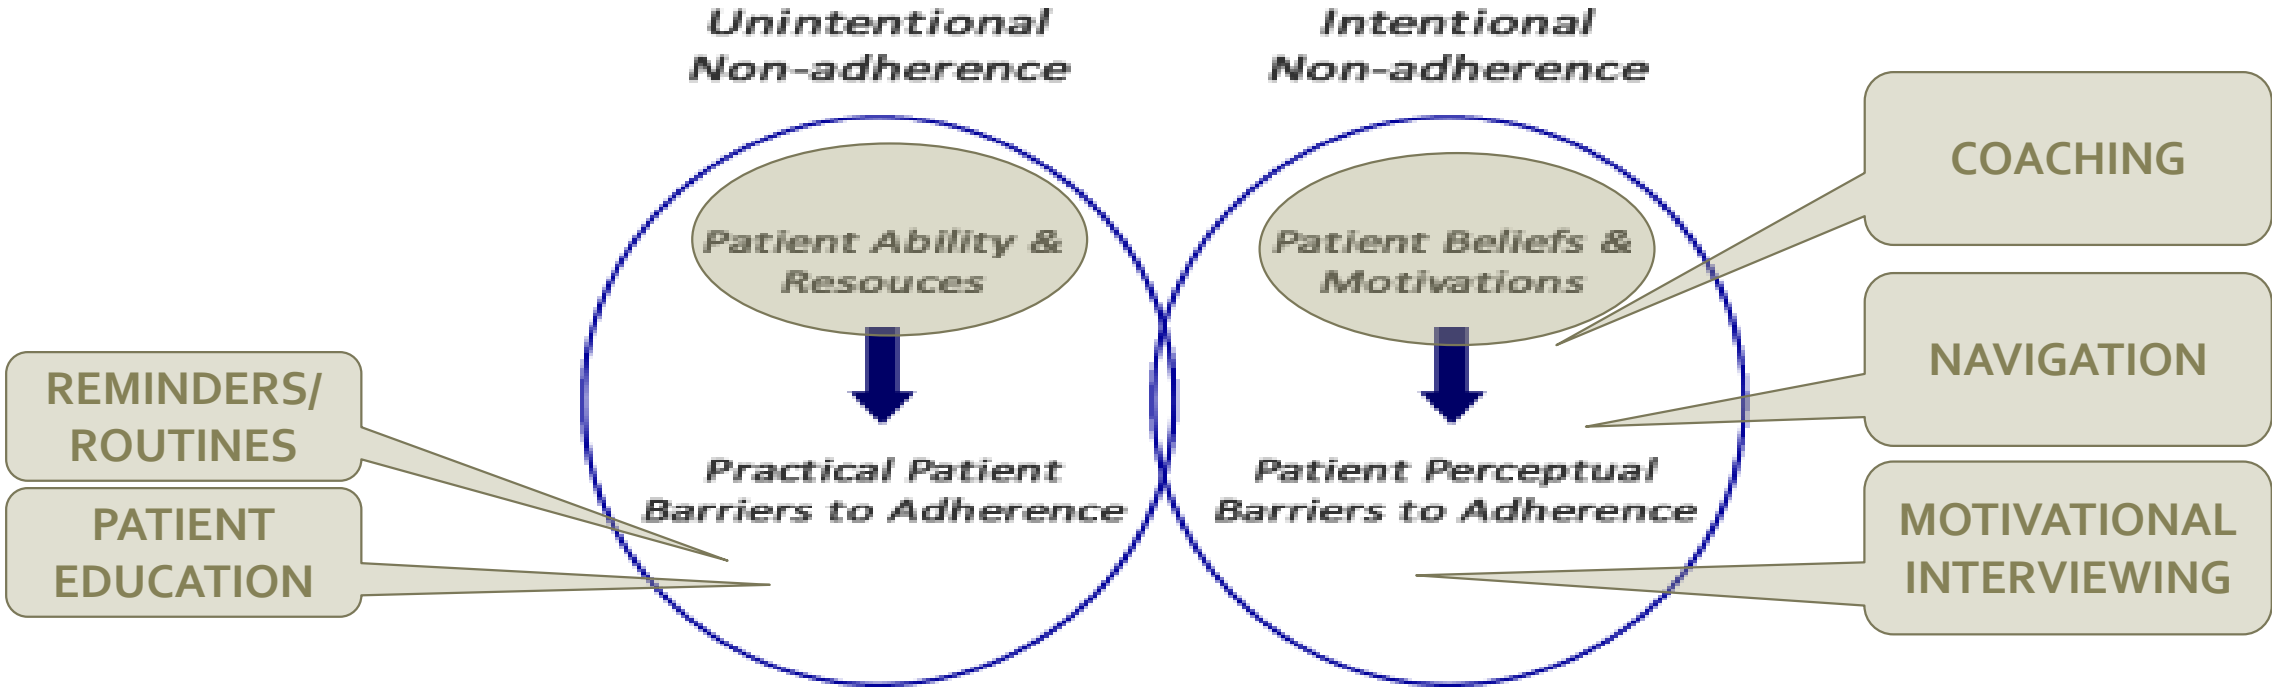 Unintentional
Non-adherence
Intentional
Non-adherence
Patient Ability &
Resouces
Patient Beliefs &
Motivations
Practical Patient
Barriers to Adherence
Patient Perceptual
Barriers to Adherence
REMINDERS/
ROUTINES
PATIENT
EDUCATION
COACHING
NAVIGATION
MOTIVATIONAL
INTERVIEWING